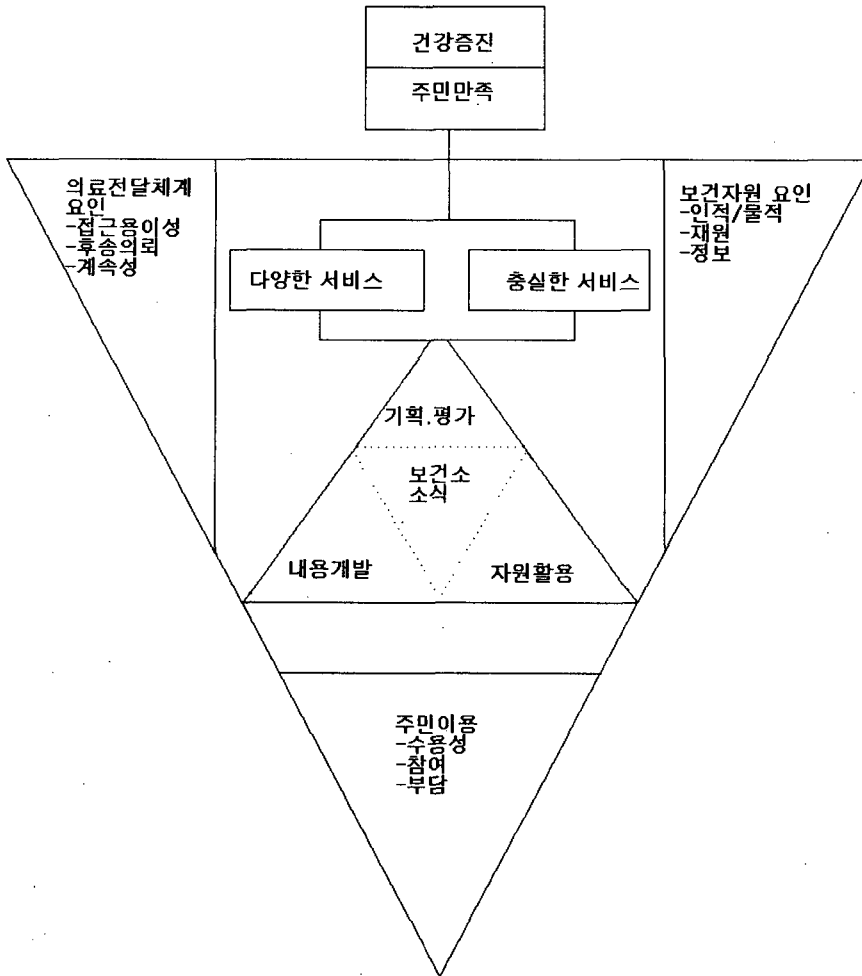 건강증진
주민만족
의료전달체계
요인
-접근용이성
-후송의뢰
-계속성
보건자원 요인
-인적/물적
-재원
-정보
다양한 서비스
충실한 서비스
기획.평가
보건소
소식
내용개발
자원활용
주민이용
-수용성
-참여
-부담